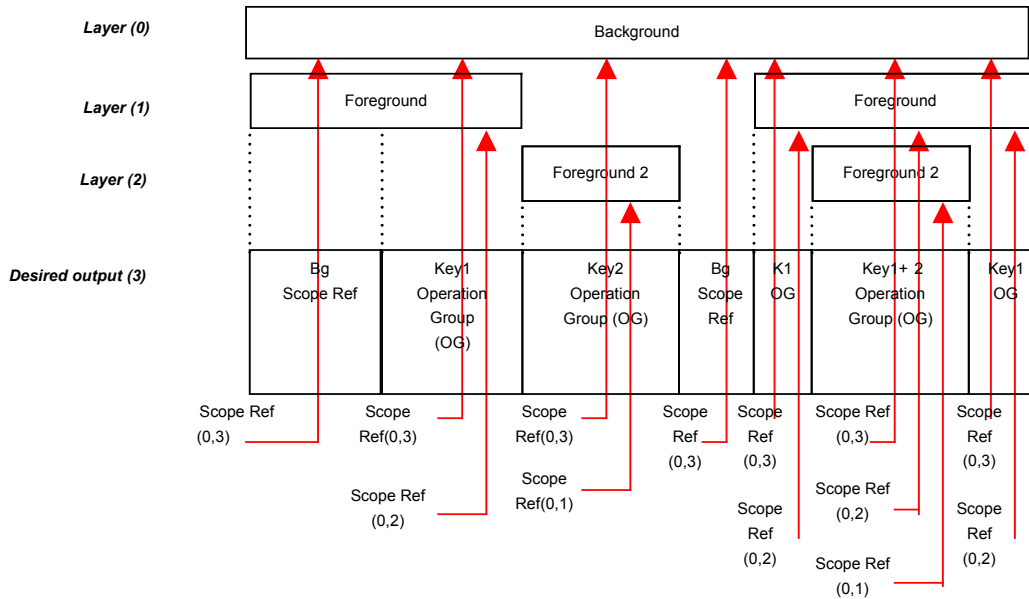 Layer (0)
Background
Layer (1)
Foreground
Foreground
Layer (2)
Foreground 2
Foreground 2
Desired output (3)
Bg
Scope Ref
Key1
Operation
Group
(OG)
Key2
Operation
Group (OG)
Bg
Scope
Ref
K1
OG
Key1+ 2
Operation
Group (OG)
Key1
OG
Scope Ref
(0,3)
Scope
Ref(0,3)
Scope Ref
(0,2)
Scope
Ref(0,3)
Scope
Ref(0,1)
Scope
Ref
(0,3)
Scope
Ref
(0,3)
Scope
Ref
(0,2)
Scope Ref
(0,3)
Scope Ref
(0,2)
Scope Ref
(0,1)
Scope
Ref
(0,3)
Scope
Ref
(0,2)